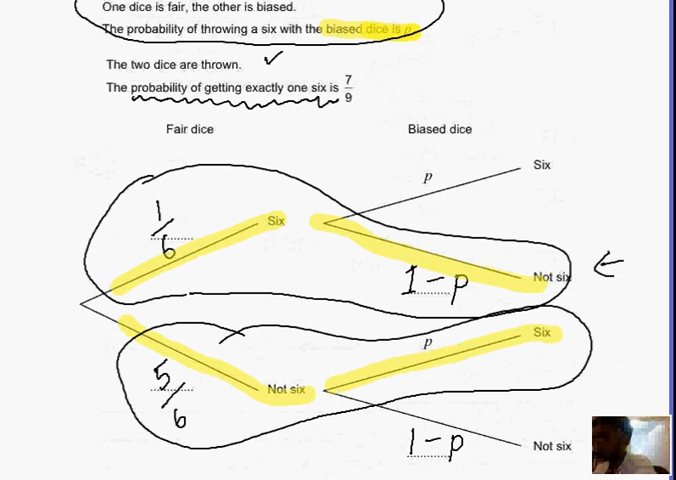 One dice is fair, the other is biased.
The probability of throwing a six with the biased dice is p
The two dice are thrown.
The probability of getting exactly one six is 7/9
Fair dice
Biased dice
p
Six
1/6
Six
1-p
Not six
p
Six
5/6
Not six
1-p
Not six